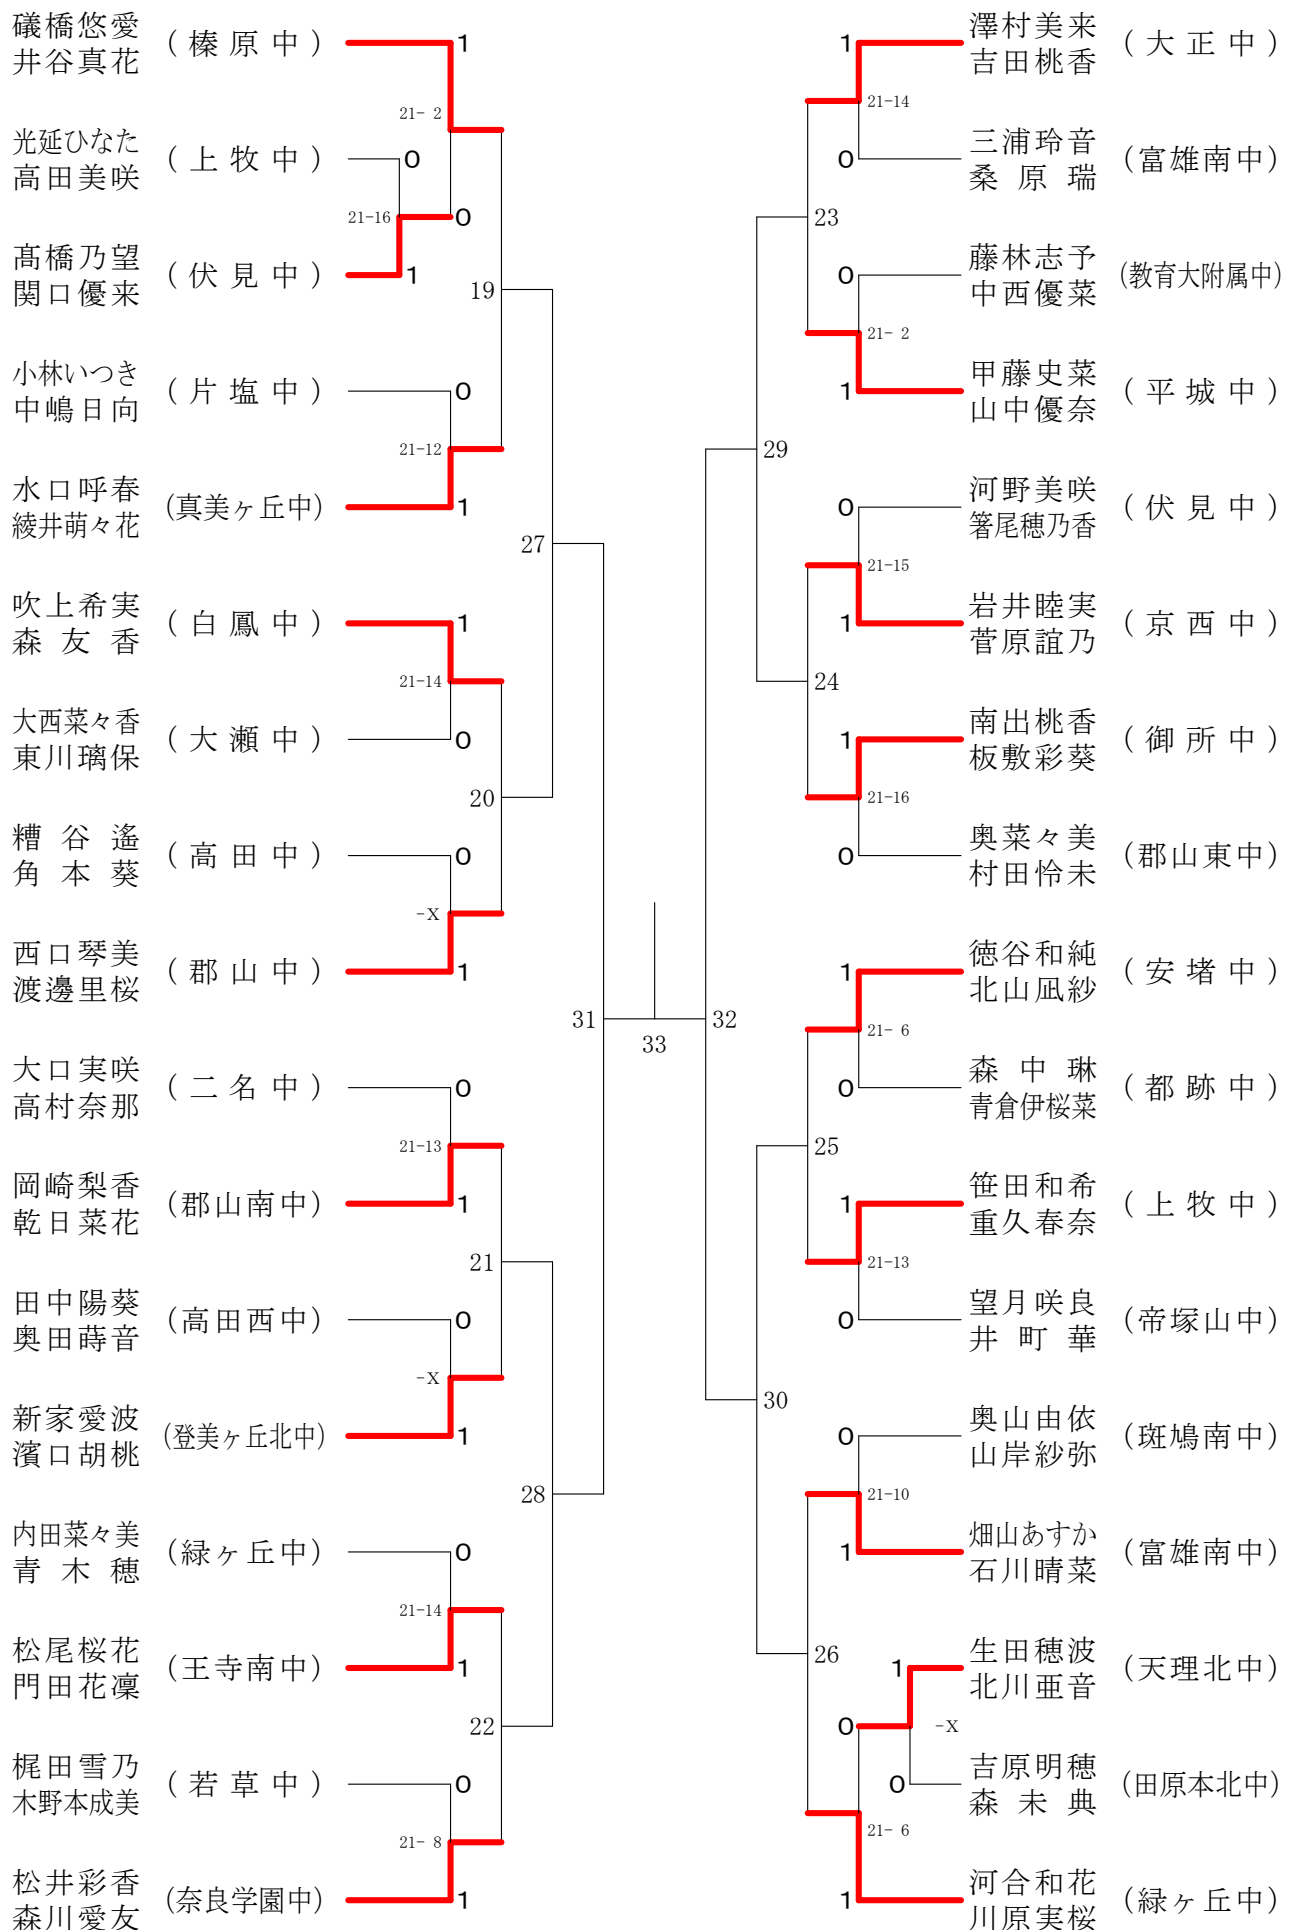 礒橋悠愛
井谷真花
(榛原中)
1
21- 2
光延ひなた
高田美咲
(上牧中)
0
21-16
0
髙橋乃望
関口優来
(伏見中)
1
19
小林いつき
中嶋日向
(片塩中)
0
21-12
水口呼春
綾井萌々花
(真美ヶ丘中)
1
27
吹上希実
森友香
(白鳳中)
1
21-14
大西菜々香
東川璃保
(大瀬中)
0
20
糟谷遙
角本葵
(高田中)
0
-X
西口琴美
渡邊里桜
(郡山中)
1
31
33
大口実咲
高村奈那
(二名中)
0
21-13
岡崎梨香
乾日菜花
(郡山南中)
1
21
田中陽葵
奥田蒔音
(高田西中)
0
-X
新家愛波
濱口胡桃
(登美ヶ丘北中)
1
28
内田菜々美
青木穂
(緑ヶ丘中)
0
21-14
松尾桜花
門田花凜
(王寺南中)
1
22
梶田雪乃
木野本成美
(若草中)
0
21- 8
松井彩香
森川愛友
(奈良学園中)
1
澤村美来
吉田桃香
(大正中)
1
21-14
三浦玲音
桑原瑞
(富雄南中)
0
23
藤林志予
中西優菜
(教育大附属中)
0
21- 2
甲藤史菜
山中優奈
(平城中)
1
29
河野美咲
箸尾穂乃香
(伏見中)
0
21-15
岩井睦実
菅原誼乃
(京西中)
1
24
南出桃香
板敷彩葵
(御所中)
1
21-16
奥菜々美
村田怜未
(郡山東中)
0
32
徳谷和純
北山凪紗
(安堵中)
1
21- 6
森中琳
青倉伊桜菜
(都跡中)
0
25
笹田和希
重久春奈
(上牧中)
1
21-13
望月咲良
井町華
(帝塚山中)
0
30
奥山由依
山岸紗弥
(斑鳩南中)
0
21-10
畑山あすか
石川晴菜
(富雄南中)
1
26
生田穂波
北川亜音
(天理北中)
1
0
-X
吉原明穂
森未典
(田原本北中)
0
21- 6
河合和花
川原実桜
(緑ヶ丘中)
1